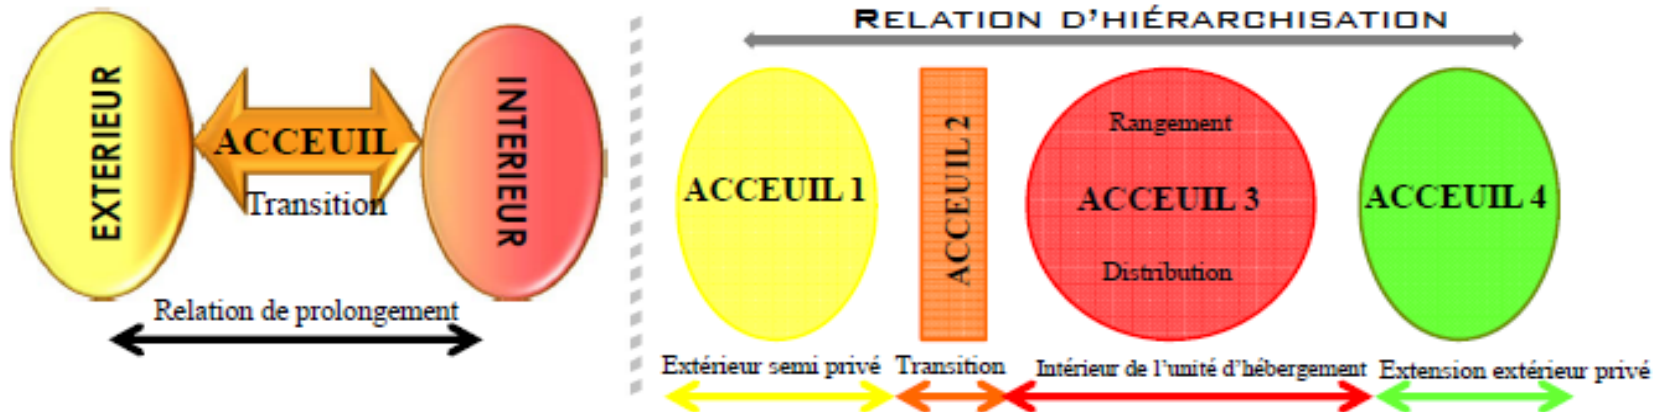 EXTERIEUR
ACCEUIL
Transition
INTERIEUR
Relation de prolongement
RELATION D'HIÉRARCHISATION
ACCEUIL 1
ACCEUIL 2
Rangement
ACCEUIL 3
Distribution
ACCEUIL 4
Extérieur semi privé
Transition
Intérieur de l'unité d'hébergement
Extension extérieur privé